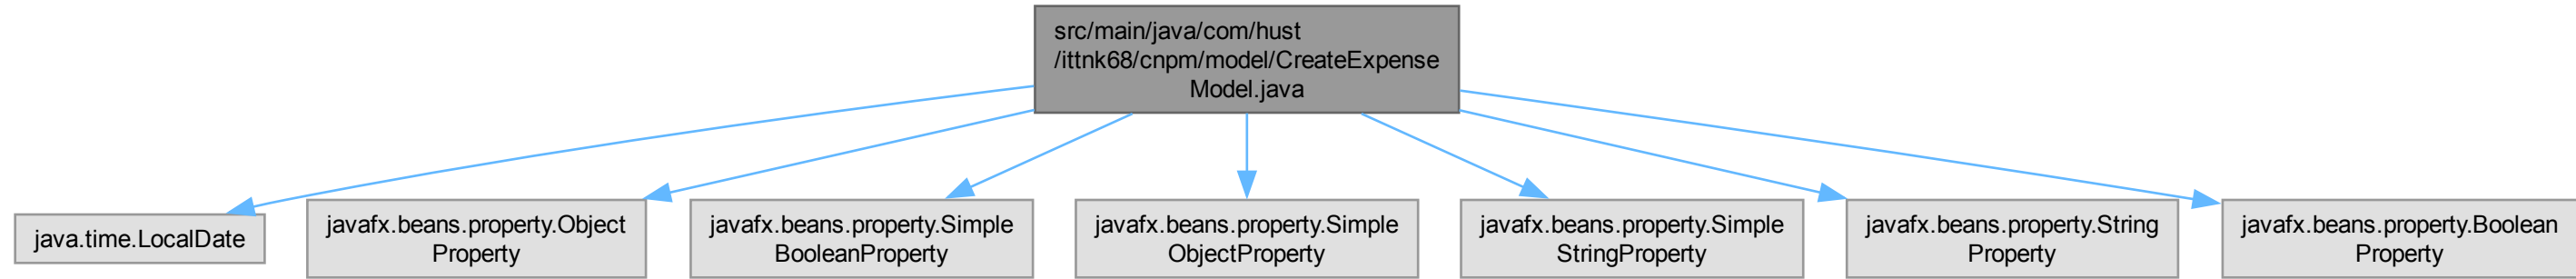 src/main/java/com/hust
/ittnk68/cnpm/model/CreateExpense
Model.java
java.time.LocalDate
javafx.beans.property.Object
Property
javafx.beans.property.Simple
BooleanProperty
javafx.beans.property.Simple
ObjectProperty
javafx.beans.property.Simple
StringProperty
javafx.beans.property.String
Property
javafx.beans.property.Boolean
Property